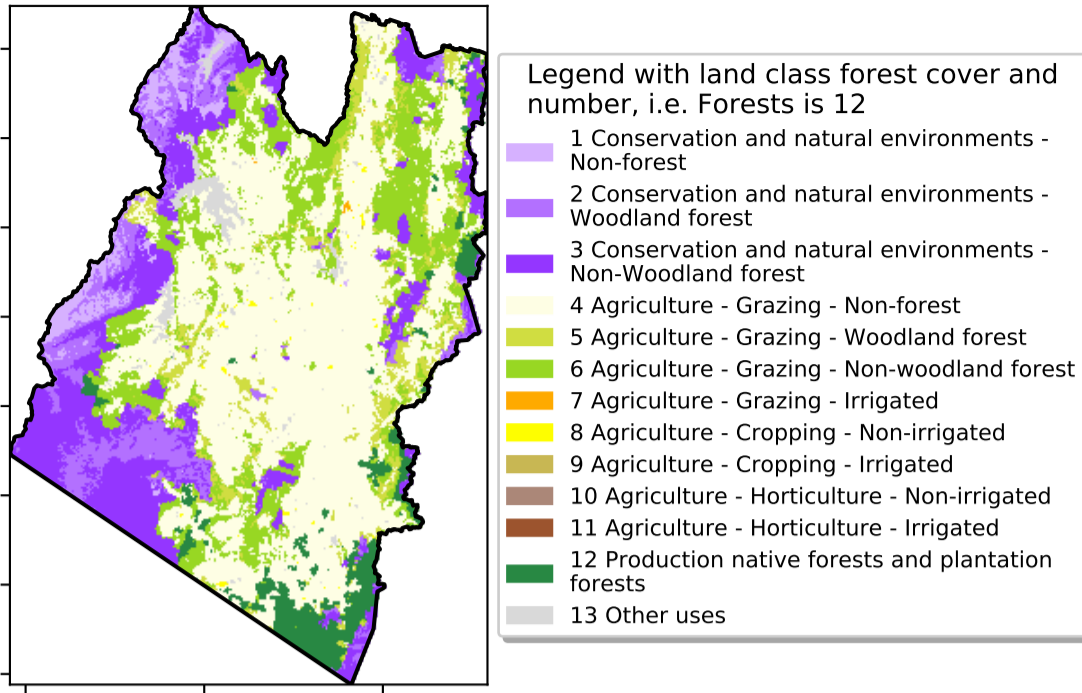 Legend with land class forest cover and
number, i.e. Forests is 12
1 Conservation and natural environments -
Non-forest
2 Conservation and natural environments -
Woodland forest
3 Conservation and natural environments -
Non-Woodland forest
4 Agriculture - Grazing - Non-forest
5 Agriculture - Grazing - Woodland forest
6 Agriculture - Grazing - Non-woodland forest
7 Agriculture - Grazing - Irrigated
8 Agriculture - Cropping - Non-irrigated
9 Agriculture - Cropping - Irrigated
10 Agriculture - Horticulture - Non-irrigated
11 Agriculture - Horticulture - Irrigated
12 Production native forests and plantation
forests
13 Other uses